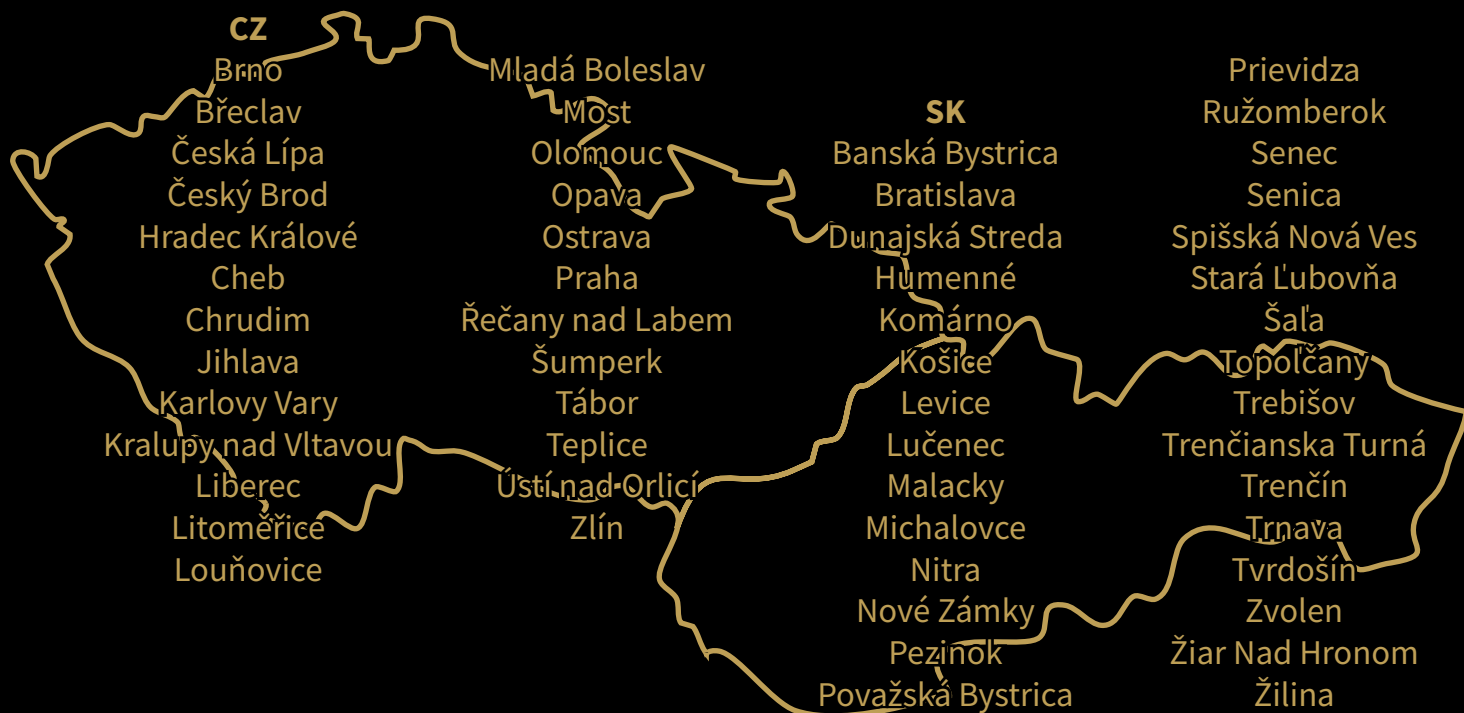 CZ
Brno
Břeclav
Česká Lípa
Český Brod
Hradec Králové
Cheb
Chrudim
Jihlava
Karlovy Vary
Kralupy nad Vltavou
Liberec
Litoměřice
Louňovice
Mladá Boleslav
Most
Olomouc
Opava
Ostrava
Praha
Řečany nad Labem
Šumperk
Tábor
Teplice
Ústí nad Orlicí
Zlín
SK
Banská Bystrica
Bratislava
Dunajská Streda
Humenné
Komárno
Košice
Levice
Lučenec
Malacky
Michalovce
Nitra
Nové Zámky
Pezinok
Považská Bystrica
Prievidza
Ružomberok
Senec
Senica
Spišská Nová Ves
Stará Ľubovňa
Šaľa
Topoľčany
Trebišov
Trenčianska Turná
Trenčín
Trnava
Tvrdošín
Zvolen
Žiar Nad Hronom
Žilina